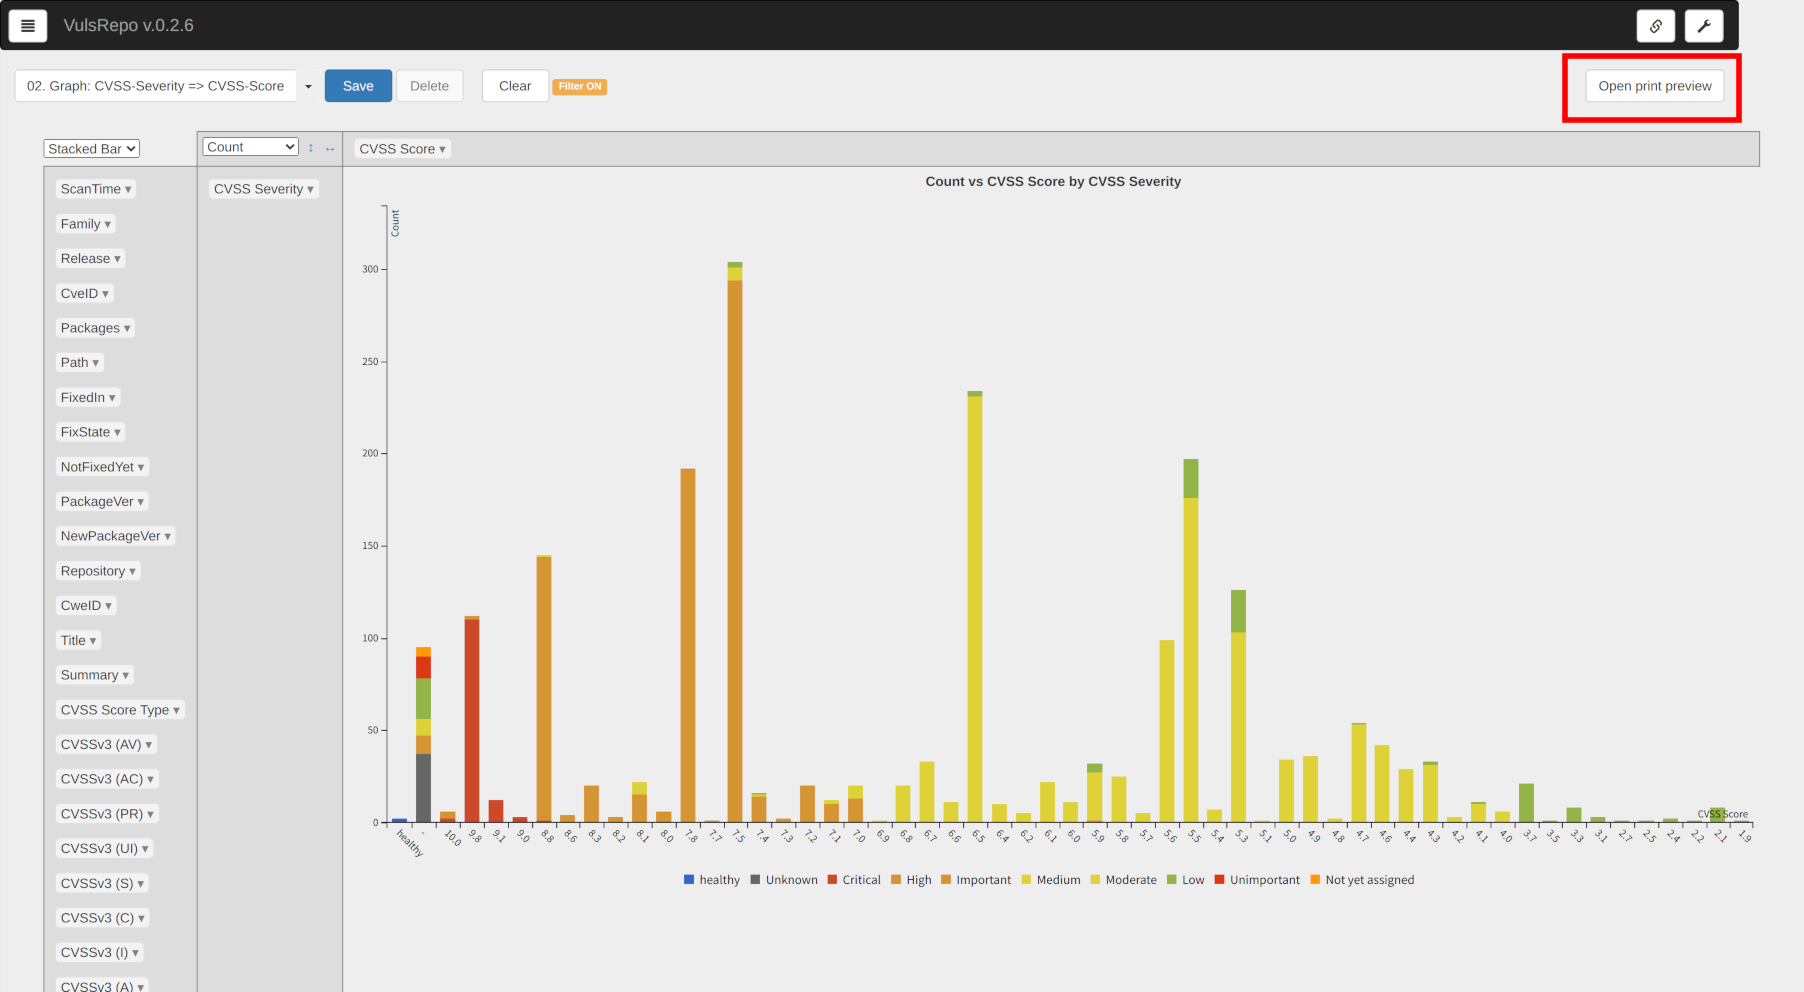 VulsRepo v.0.2.6
02. Graph: CVSS-Severity => CVSS-Score
Save
Delete
Clear
Filter ON
Open print preview
Stacked Bar
Count
↕ ↔
CVSS Score ▾
ScanTime ▾
Family ▾
Release ▾
CveID ▾
Packages ▾
Path ▾
FixedIn ▾
FixState ▾
NotFixedYet ▾
PackageVer ▾
NewPackageVer ▾
Repository ▾
CweID ▾
Title ▾
Summary ▾
CVSS Score Type ▾
CVSSv3 (AV) ▾
CVSSv3 (AC) ▾
CVSSv3 (PR) ▾
CVSSv3 (UI) ▾
CVSSv3 (S) ▾
CVSSv3 (C) ▾
CVSSv3 (I) ▾
CVSSv3 (A) ▾
CVSS Severity ▾
Count vs CVSS Score by CVSS Severity
Count
300
250
200
150
100
50
0
healthy - 10.0 9.8 9.1 9.0 8.8 8.6 8.3 8.2 8.1 8.0 7.8 7.7 7.5 7.4 7.3 7.2 7.1 7.0 6.9 6.8 6.7 6.6 6.5 6.4 6.2 6.1 6.0 5.9 5.8 5.7 5.6 5.5 5.4 5.3 5.1 5.0 4.9 4.8 4.7 4.6 4.4 4.3 4.2 4.1 4.0 3.7 3.5 3.3 3.1 2.7 2.5 2.4 2.2 2.1 1.9
CVSS Score
healthy Unknown Critical High Important Medium Moderate Low Unimportant Not yet assigned